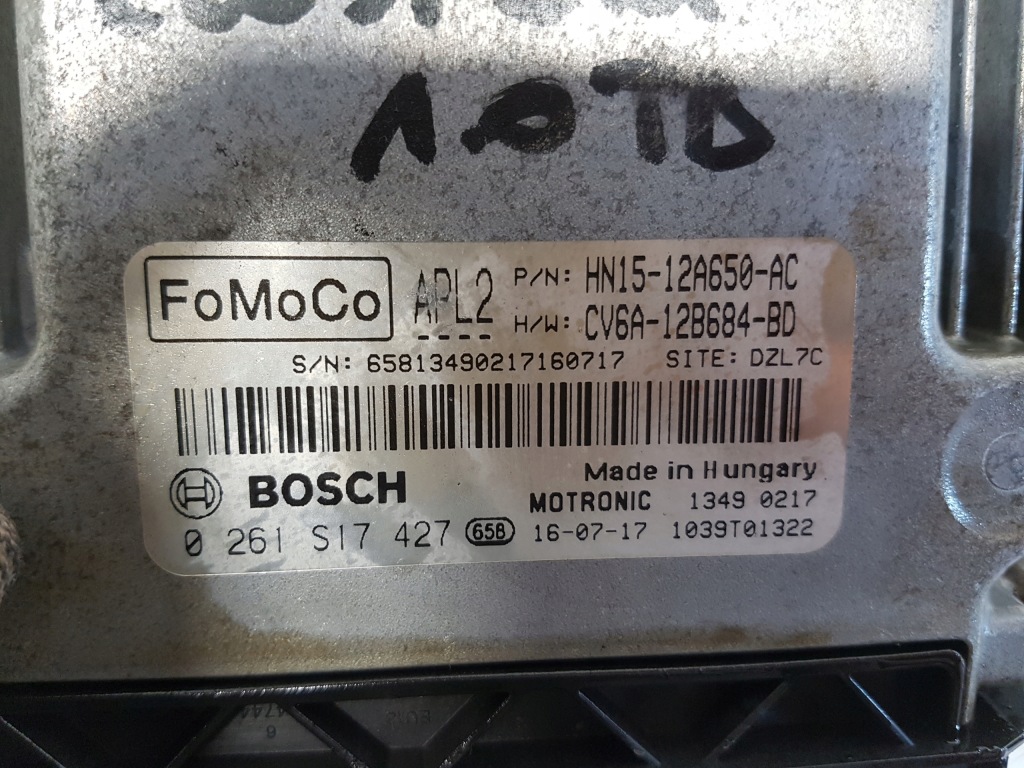 1.0TD
FoMoCo APL2 P/N: HN15-12A650-AC
H/W: CV6A-12B684-BD
S/N: 65813490217160717 SITE: DZL7C
Made in Hungary
BOSCH MOTRONIC 1349 0217
0 261 S17 427 658 16-07-17 1039T01322